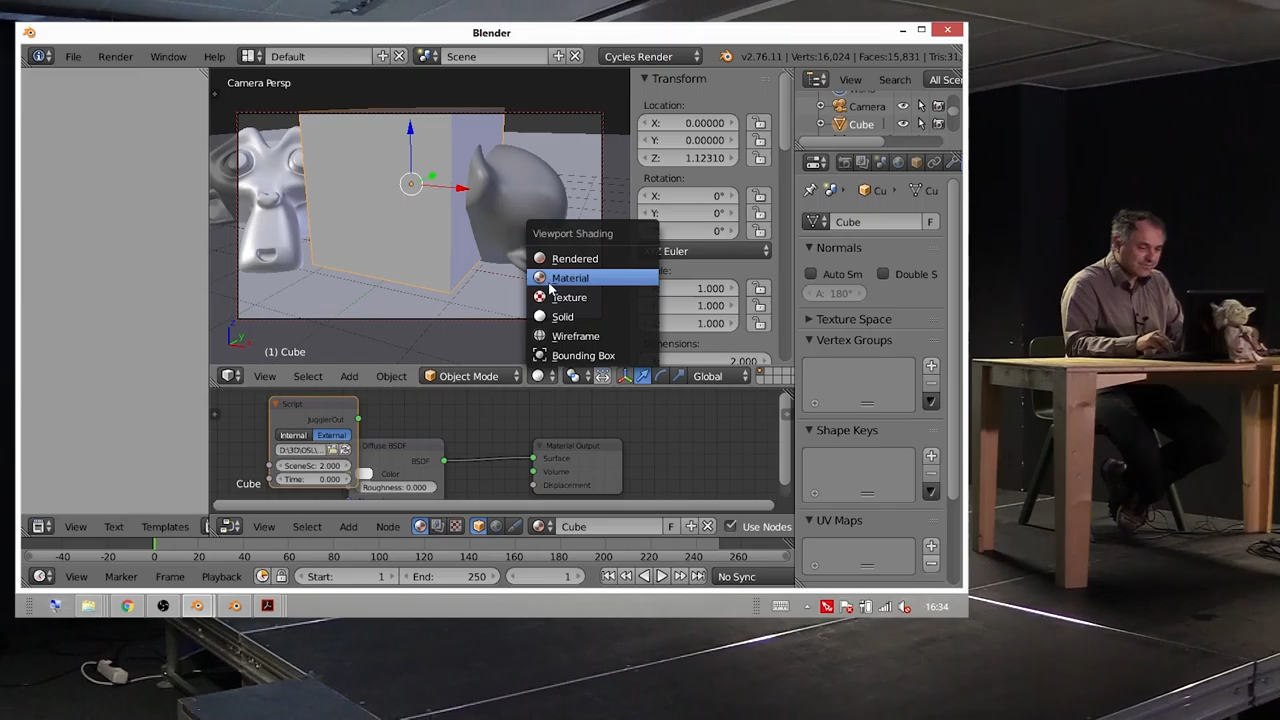 Blender
File Render Window Help Default Scene Cycles Render v2.76.11 | Verts:16,024 | Faces:15,831 | Tris:31,
Camera Persp
(1) Cube
Viewport Shading
Rendered
Material
Texture
Solid
Wireframe
Bounding Box
View Select Add Object Object Mode Global
Transform
Location:
X: 0.00000
Y: 0.00000
Z: 1.12310
Rotation:
X: 0°
Y: 0°
0°
Euler
1.000
1.000
1.000
2.000
View Search All Scen
Camera
Cube
Cu Cu
Cube F
Normals
Auto Sm Double S
A: 180°
Texture Space
Vertex Groups
Shape Keys
UV Maps
Script
JugglerOut
Internal External
D:\3D\OSL\...
SceneSc: 2.000
Time: 0.000
Diffuse BSDF
BSDF
Color
Roughness: 0.000
Material Output
Surface
Volume
Displacement
Cube
View Text Templates
View Select Add Node Cube F Use Nodes
-40 -20 0 20 40 60 80 100 120 140 160 180 200 220 240 260
View Marker Frame Playback Start: 1 End: 250 1 No Sync
16:34